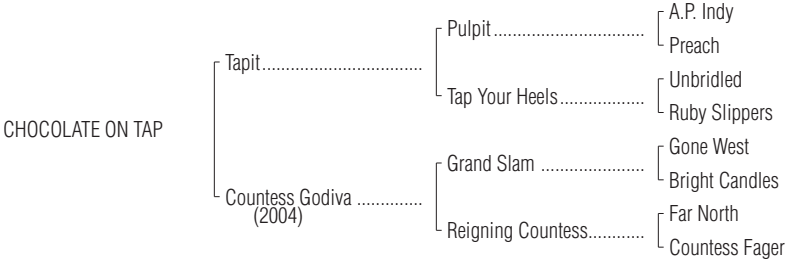 A.P. Indy
Pulpit..............................
Preach
Tapit.................................
Unbridled
Tap Your Heels..................
Ruby Slippers
CHOCOLATE ON TAP
Gone West
Grand Slam ......................
Bright Candles
Countess Godiva ..............
(2004)
Far North
Reigning Countess............
Countess Fager